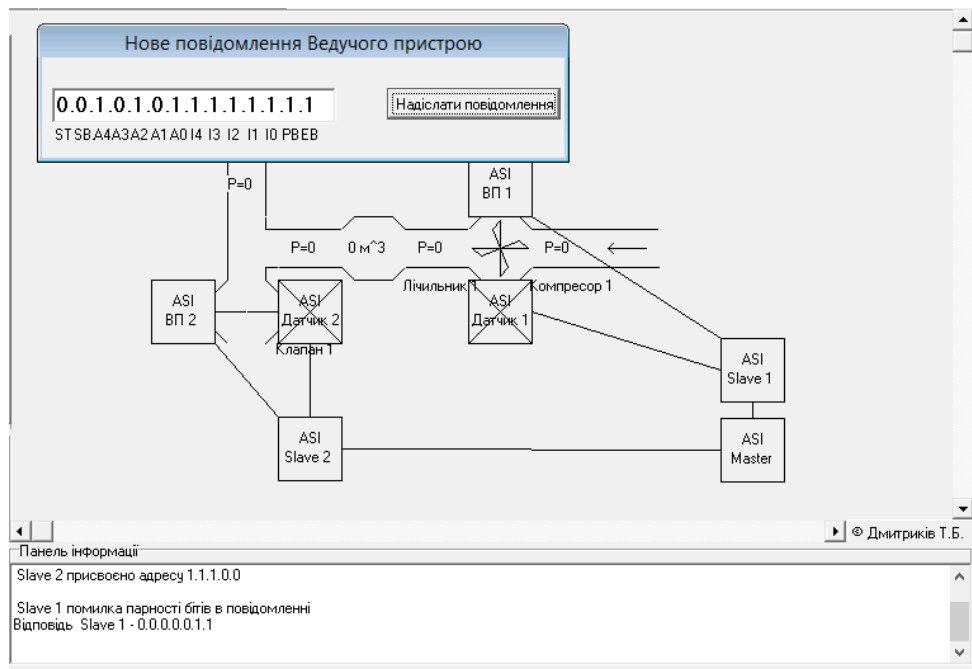 Нове повідомлення Ведучого пристрою
0.0.1.0.1.0.1.1.1.1.1.1.1.1
Надіслати повідомлення
ST SB A4 A3 A2 A1 A0 I4 I3 I2 I1 I0 PB EB
P=0
ASI
ВП 1
P=0
0 м^3
P=0
P=0
Лічильник 1
Компресор 1
ASI
ВП 2
ASI
Датчик 2
ASI
Датчик 1
Клапан 1
ASI
Slave 1
ASI
Slave 2
ASI
Master
© Дмитриків Т.Б.
Панель інформації
Slave 2 присвоєно адресу 1.1.1.0.0
Slave 1 помилка парності бітів в повідомленні
Відповідь Slave 1 - 0.0.0.0.0.1.1